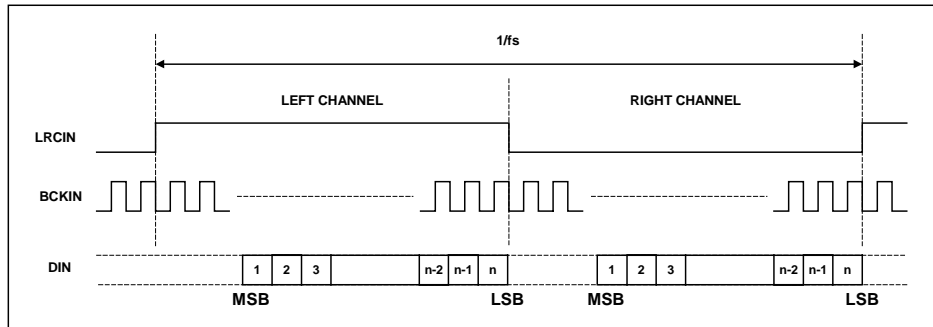 1/fs
LEFT CHANNEL RIGHT CHANNEL
LRCIN
BCKIN
DIN 1 2 3 n-2 n-1 n 1 2 3 n-2 n-1 n
MSB LSB MSB LSB